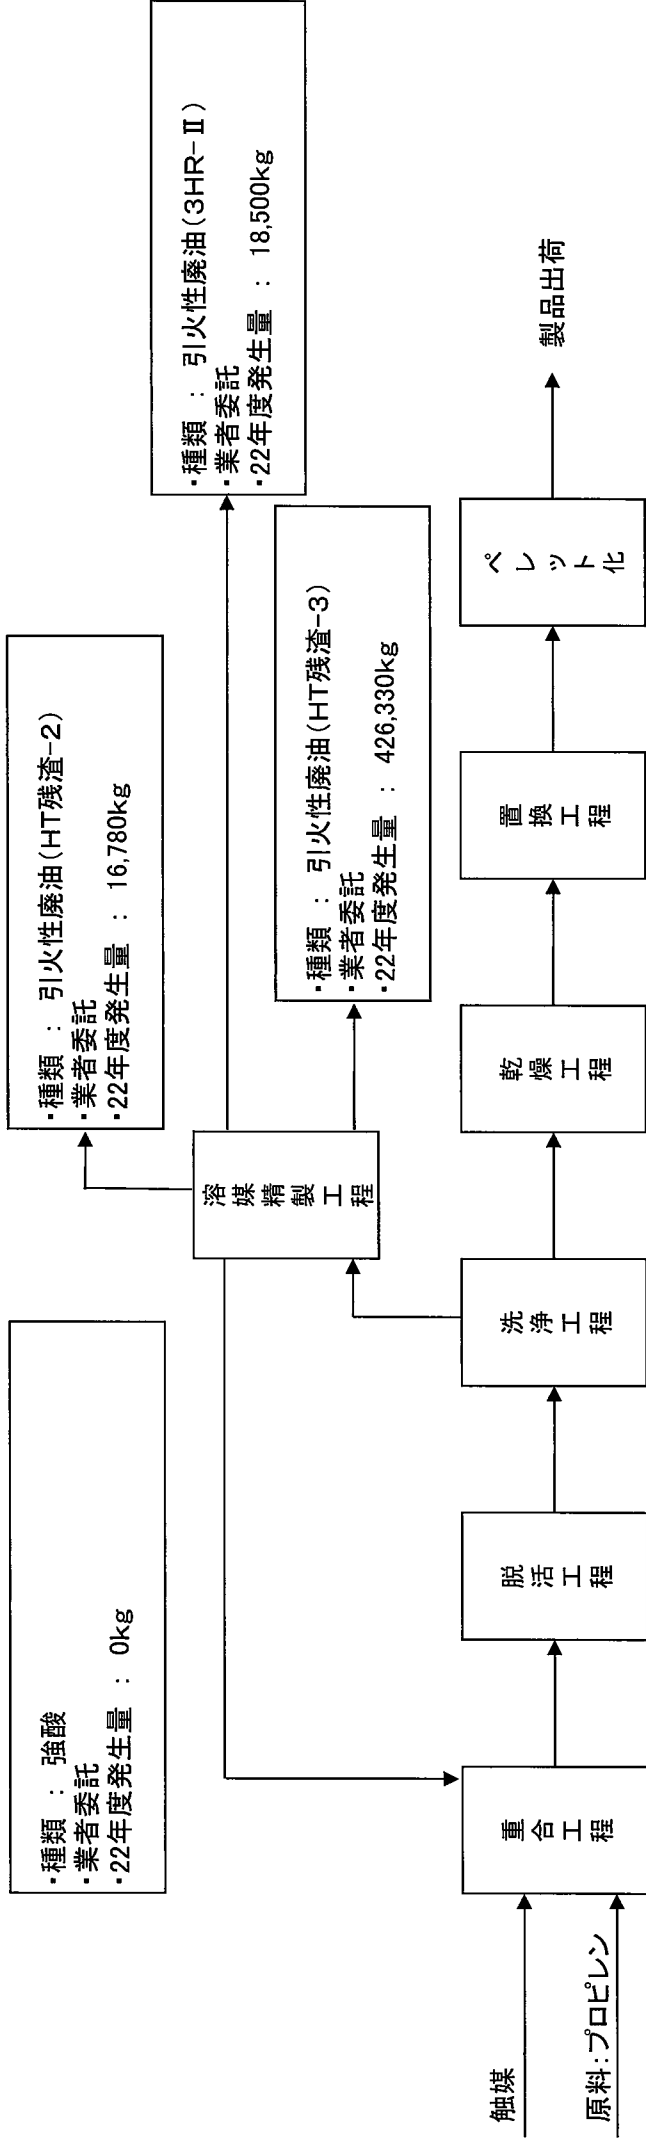 ・種類 : 強酸
・業者委託
・22年度発生量 : 0kg
・種類 : 引火性廃油(HT残渣-2)
・業者委託
・22年度発生量 : 16,780kg
・種類 : 引火性廃油(3HR-Ⅱ)
・業者委託
・22年度発生量 : 18,500kg
・種類 : 引火性廃油(HT残渣-3)
・業者委託
・22年度発生量 : 426,330kg
溶媒精製工程
触媒
原料:プロピレン
重合工程
脱活工程
洗浄工程
乾燥工程
置換工程
ペレット化
製品出荷